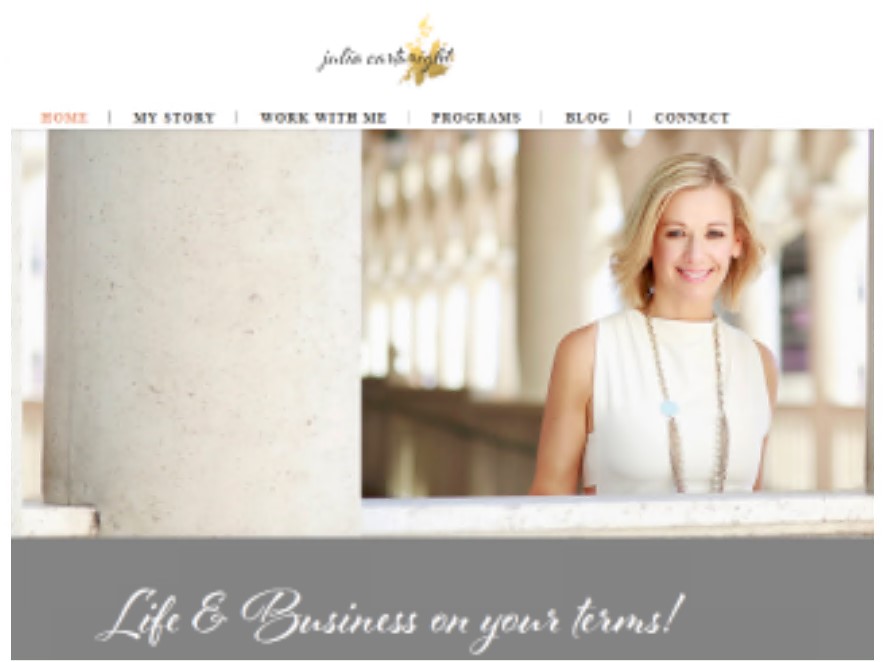 julia cartwright
HOME | MY STORY | WORK WITH ME | PROGRAMS | BLOG | CONNECT
Life & Business on your terms!